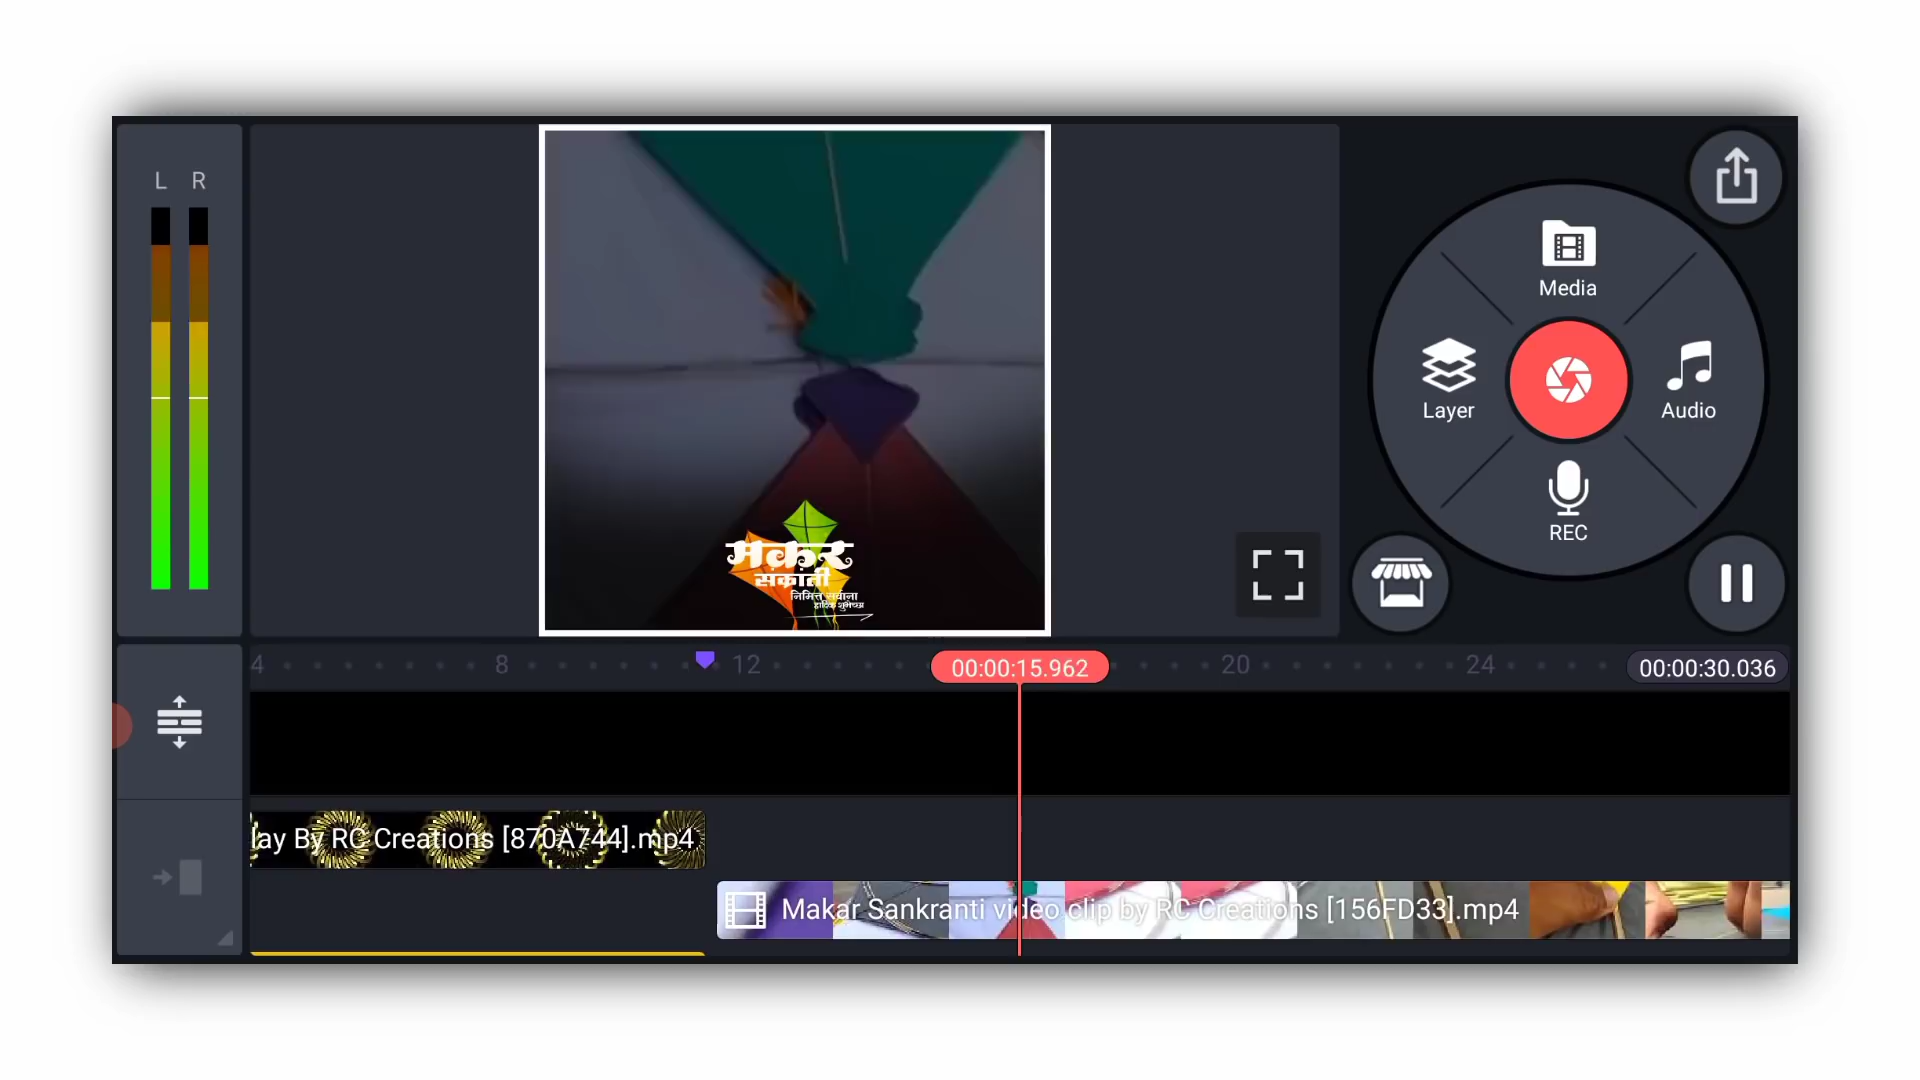 L R
Media
Layer
Audio
REC
मकर
संक्रांती
निमित्त सर्वांना
हार्दिक शुभेच्छा
4 8 12 00:00:15.962 20 24 00:00:30.036
lay By RC Creations [870A744].mp4
Makar Sankranti video clip by RC Creations [156FD33].mp4